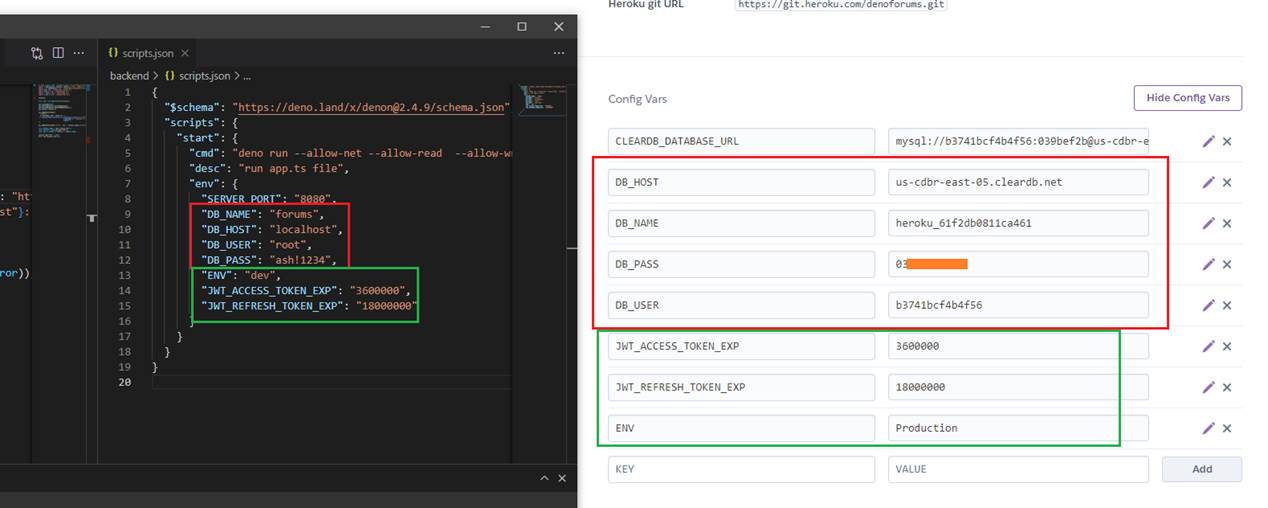 Heroku git URL https://git.heroku.com/denoforums.git
scripts.json
backend > scripts.json > ...
1 {
2 "$schema": "https://deno.land/x/denon@2.4.9/schema.json"
3 "scripts": {
4 "start": {
5 "cmd": "deno run --allow-net --allow-read --allow-wr
6 "desc": "run app.ts file",
7 "env": {
8 "SERVER_PORT": "8080",
9 "DB_NAME": "forums",
10 "DB_HOST": "localhost",
11 "DB_USER": "root",
12 "DB_PASS": "ash!1234",
13 "ENV": "dev",
14 "JWT_ACCESS_TOKEN_EXP": "3600000",
15 "JWT_REFRESH_TOKEN_EXP": "18000000"
16 }
17 }
18 }
19 }
20
: "ht
st"}:
ror))
Config Vars
Hide Config Vars
CLEARDB_DATABASE_URL mysql://b3741bcf4b4f56:039bef2b@us-cdbr-e
DB_HOST us-cdbr-east-05.cleardb.net
DB_NAME heroku_61f2db0811ca461
DB_PASS 03
DB_USER b3741bcf4b4f56
JWT_ACCESS_TOKEN_EXP 3600000
JWT_REFRESH_TOKEN_EXP 18000000
ENV Production
KEY VALUE Add